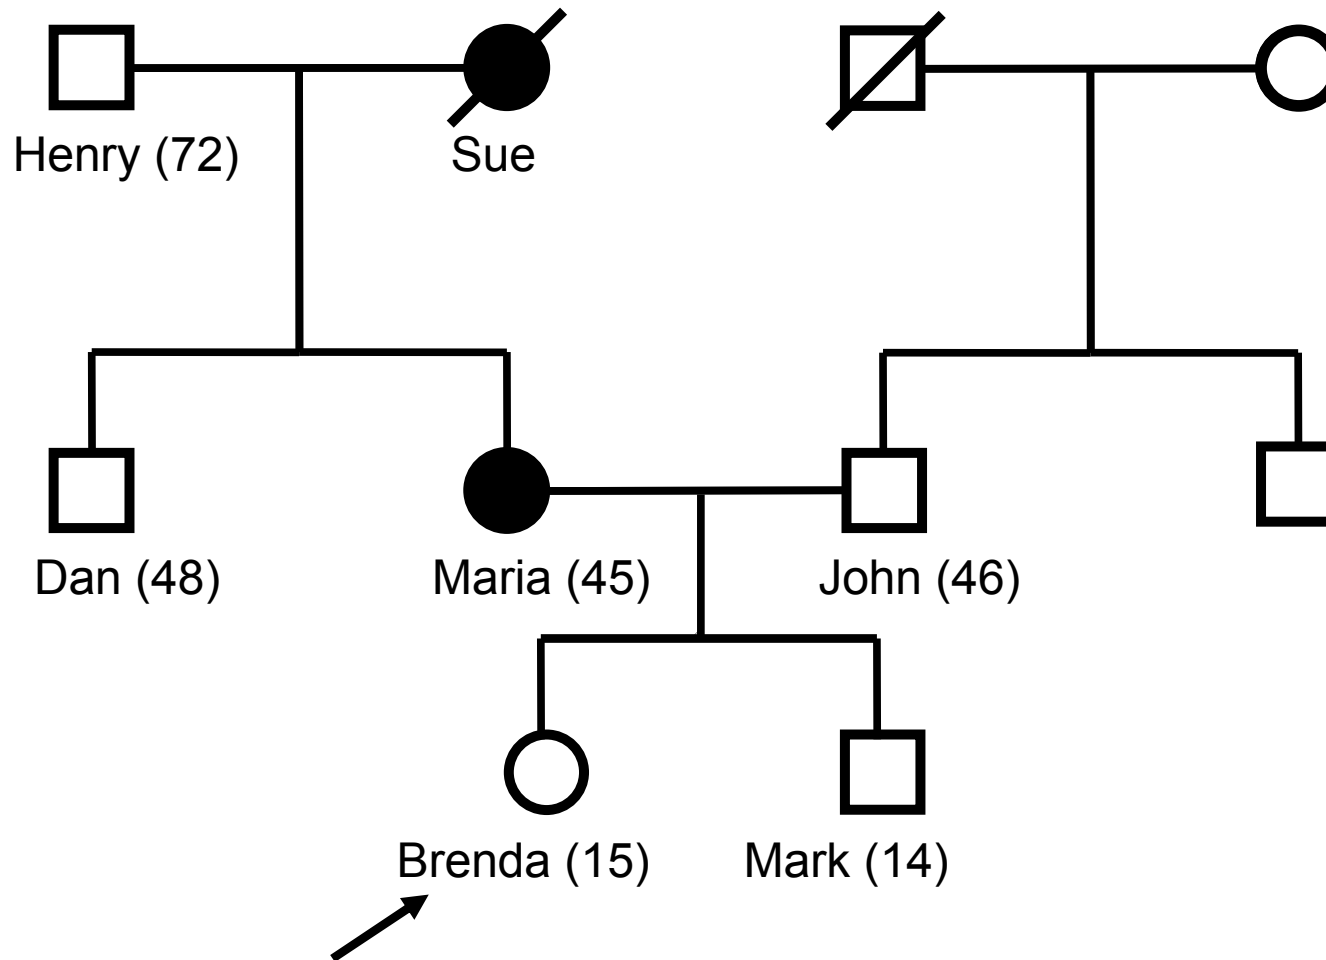 Henry (72)
Sue
Dan (48)
Maria (45)
John (46)
Brenda (15)
Mark (14)